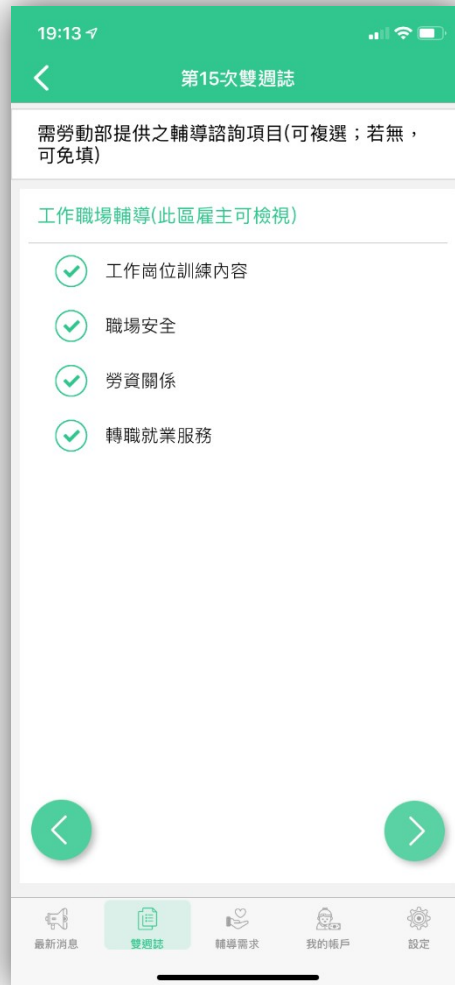 19:13
第15次雙週誌
需勞動部提供之輔導諮詢項目(可複選；若無，
可免填)
工作職場輔導(此區雇主可檢視)
工作崗位訓練內容
職場安全
勞資關係
轉職就業服務
最新消息
雙週誌
輔導需求
我的帳戶
設定